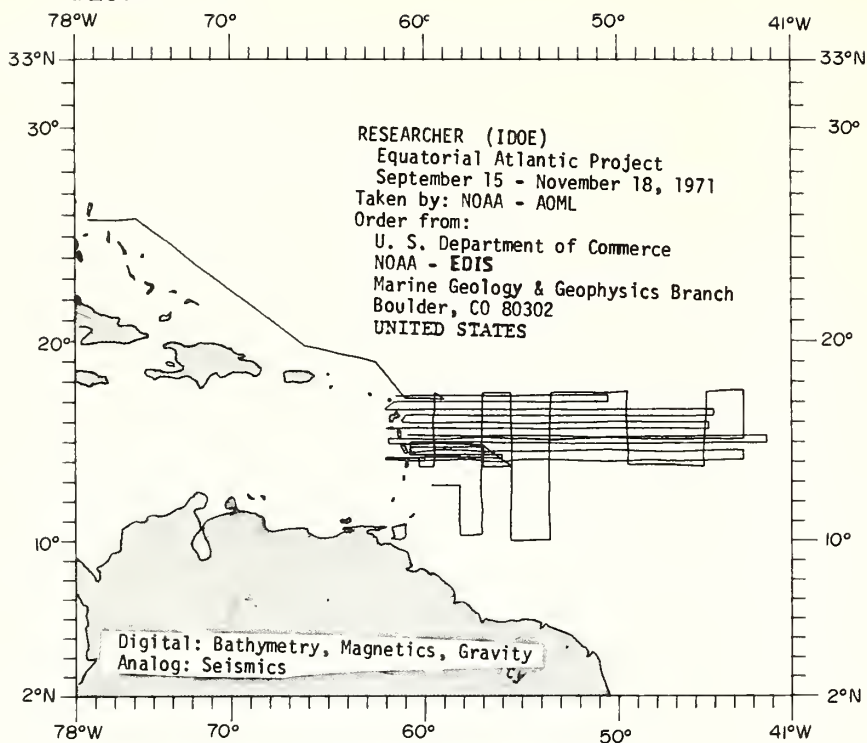 78°W 70° 60° 50° 41°W
33°N 33°N
30° 30°
RESEARCHER (IDOE)
Equatorial Atlantic Project
September 15 - November 18, 1971
Taken by: NOAA - AOML
Order from:
U. S. Department of Commerce
NOAA - EDIS
Marine Geology & Geophysics Branch
Boulder, CO 80302
UNITED STATES
20° 20°
10° 10°
Digital: Bathymetry, Magnetics, Gravity
Analog: Seismics
2°N 2°N
78°W 70° 60° 50° 41°W